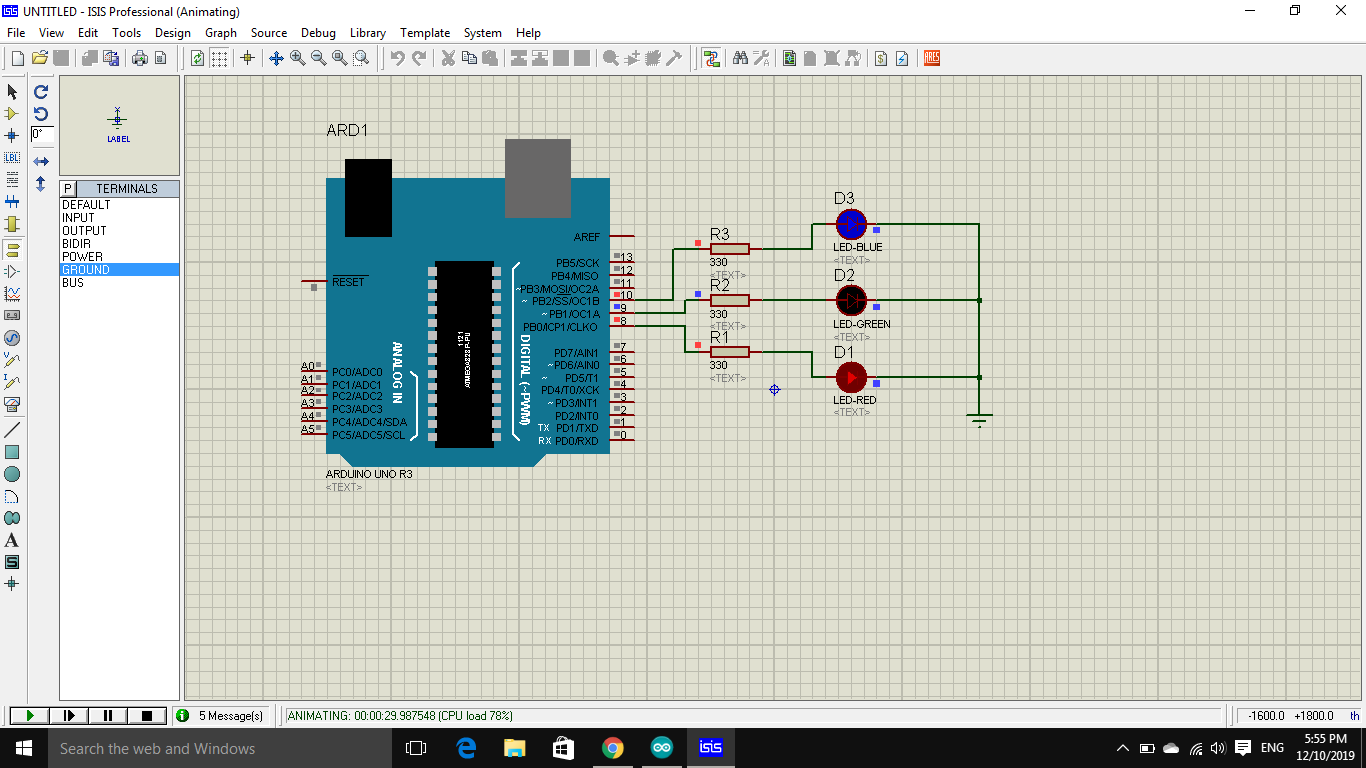 UNTITLED - ISIS Professional (Animating)
File View Edit Tools Design Graph Source Debug Library Template System Help
ARES
0°
LBL
LABEL
P TERMINALS
DEFAULT
INPUT
OUTPUT
BIDIR
POWER
GROUND
BUS
A
S
ARD1
AREF
RESET
PB5/SCK 13
PB4/MISO 12
~PB3/MOSI/OC2A 11
~ PB2/SS/OC1B 10
~ PB1/OC1A 9
PB0/ICP1/CLKO 8
PD7/AIN1 7
~ PD6/AIN0 6
~ PD5/T1 5
PD4/T0/XCK 4
~ PD3/INT1 3
PD2/INT0 2
TX PD1/TXD 1
RX PD0/RXD 0
A0 PC0/ADC0
A1 PC1/ADC1
A2 PC2/ADC2
A3 PC3/ADC3
A4 PC4/ADC4/SDA
A5 PC5/ADC5/SCL
ANALOG IN
1121
ATMEGA328P-PU
DIGITAL (~PWM)
ARDUINO UNO R3
<TEXT>
R3
330
<TEXT>
R2
330
<TEXT>
R1
330
<TEXT>
D3
LED-BLUE
<TEXT>
D2
LED-GREEN
<TEXT>
D1
LED-RED
<TEXT>
5 Message(s)
ANIMATING: 00:00:29.987548 (CPU load 78%)
-1600.0 +1800.0 th
Search the web and Windows
isis
ENG
5:55 PM
12/10/2019